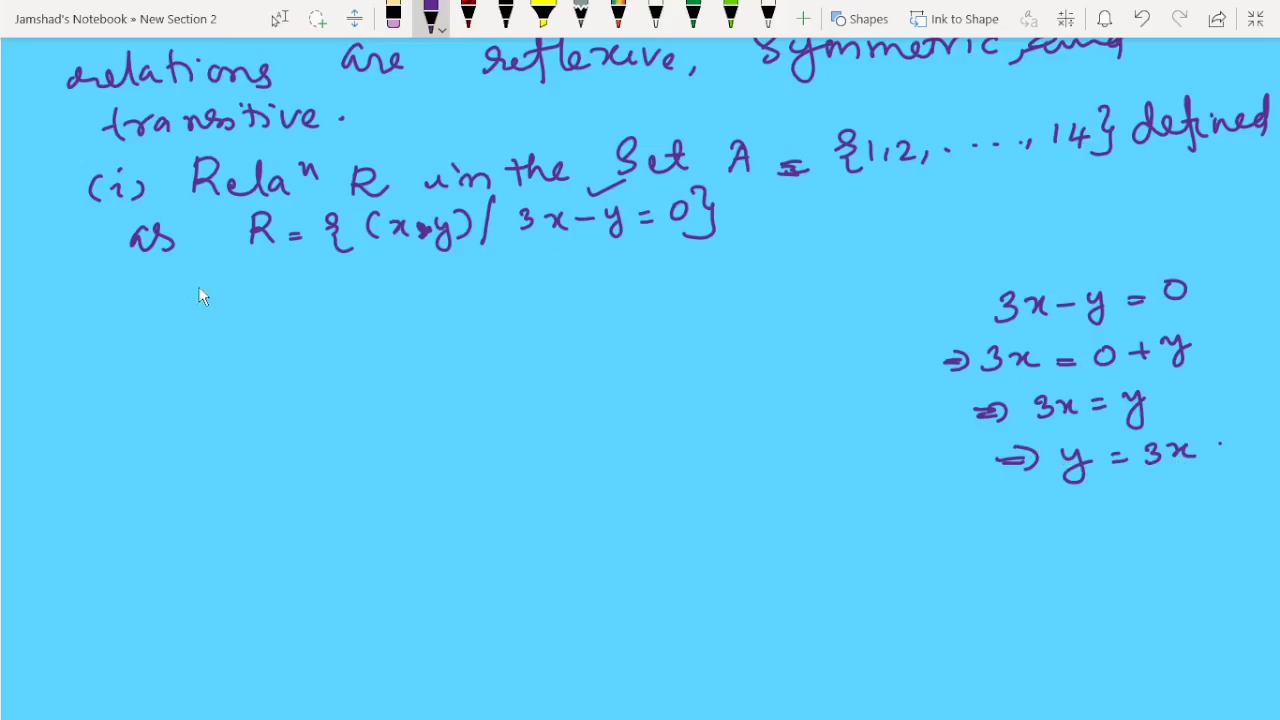 Jamshad's Notebook » New Section 2
Shapes
Ink to Shape
relations are reflexive, symmetric, and
transitive.
(i) Relaⁿ R in the Set A = {1,2, . . . ., 14} defined
as R = {(x,y) / 3x-y = 0}
3x - y = 0
⇒ 3x = 0 + y
⇒ 3x = y
⇒ y = 3x .